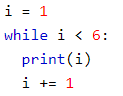 i = 1
while i < 6:
  print(i)
  i += 1